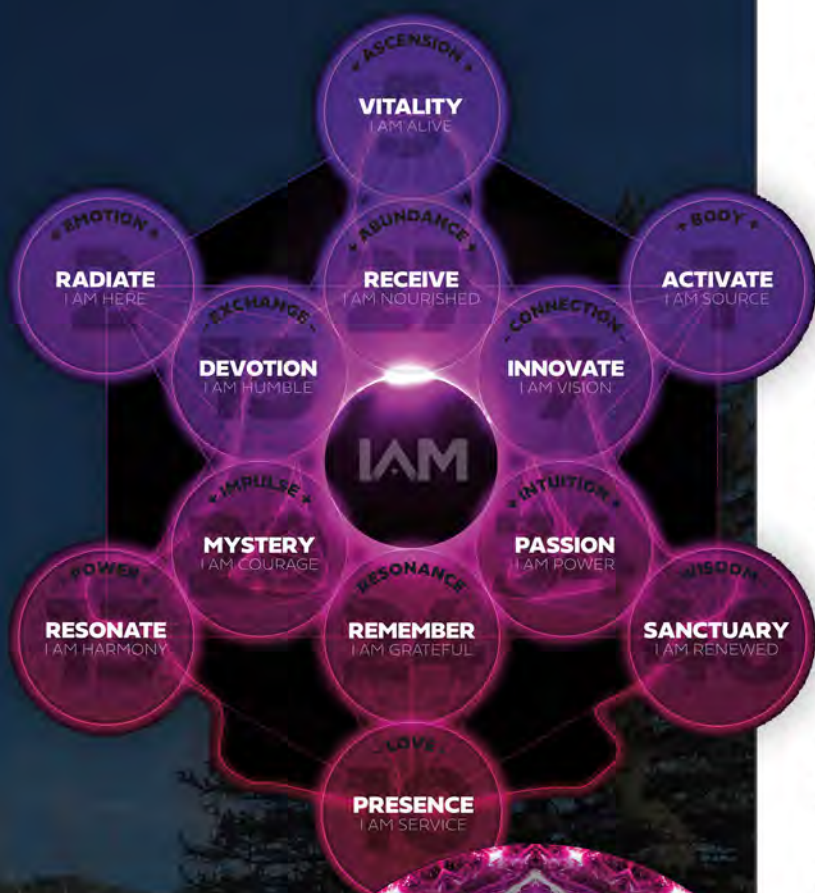 + ASCENSION +
VITALITY
I AM ALIVE
+ EMOTION +
RADIATE
I AM HERE
+ ABUNDANCE +
RECEIVE
I AM NOURISHED
+ BODY +
ACTIVATE
I AM SOURCE
- EXCHANGE -
DEVOTION
I AM HUMBLE
- CONNECTION -
INNOVATE
I AM VISION
IAM
+ IMPULSE +
MYSTERY
I AM COURAGE
+ INTUITION +
PASSION
I AM POWER
- POWER -
RESONATE
I AM HARMONY
RESONANCE
REMEMBER
I AM GRATEFUL
WISDOM
SANCTUARY
I AM RENEWED
- LOVE -
PRESENCE
I AM SERVICE